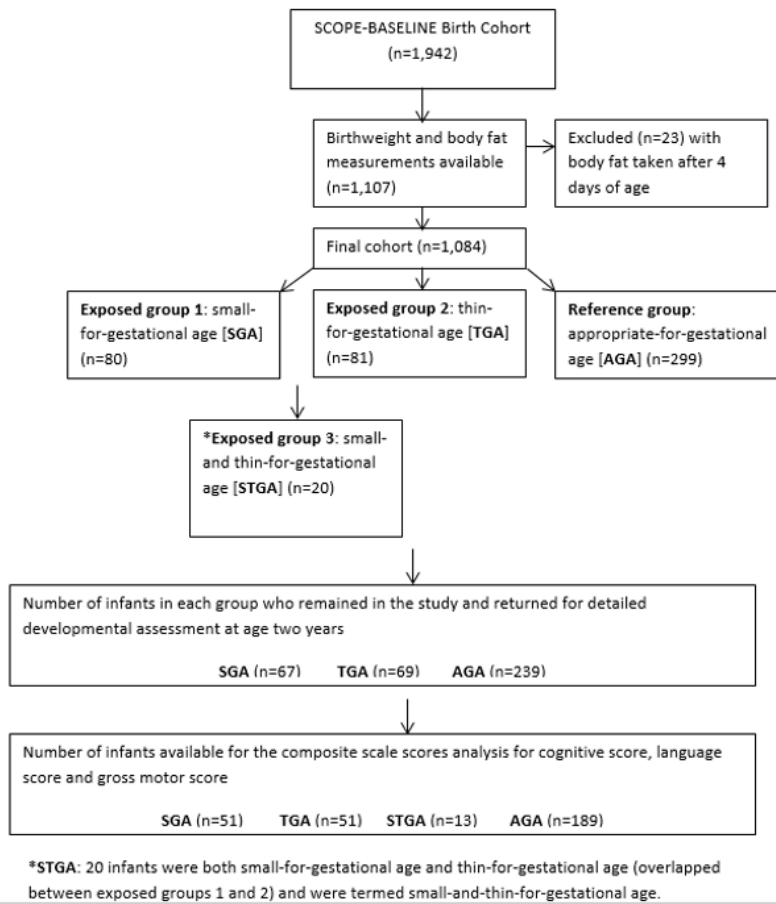 SCOPE-BASELINE Birth Cohort
(n=1,942)
Birthweight and body fat
measurements available
(n=1,107)
Excluded (n=23) with
body fat taken after 4
days of age
Final cohort (n=1,084)
Exposed group 1: small-
for-gestational age [SGA]
(n=80)
Exposed group 2: thin-
for-gestational age [TGA]
(n=81)
Reference group:
appropriate-for-gestational
age [AGA] (n=299)
*Exposed group 3: small-
and thin-for-gestational
age [STGA] (n=20)
Number of infants in each group who remained in the study and returned for detailed
developmental assessment at age two years
SGA (n=67) TGA (n=69) AGA (n=239)
Number of infants available for the composite scale scores analysis for cognitive score, language
score and gross motor score
SGA (n=51) TGA (n=51) STGA (n=13) AGA (n=189)
*STGA: 20 infants were both small-for-gestational age and thin-for-gestational age (overlapped
between exposed groups 1 and 2) and were termed small-and-thin-for-gestational age.